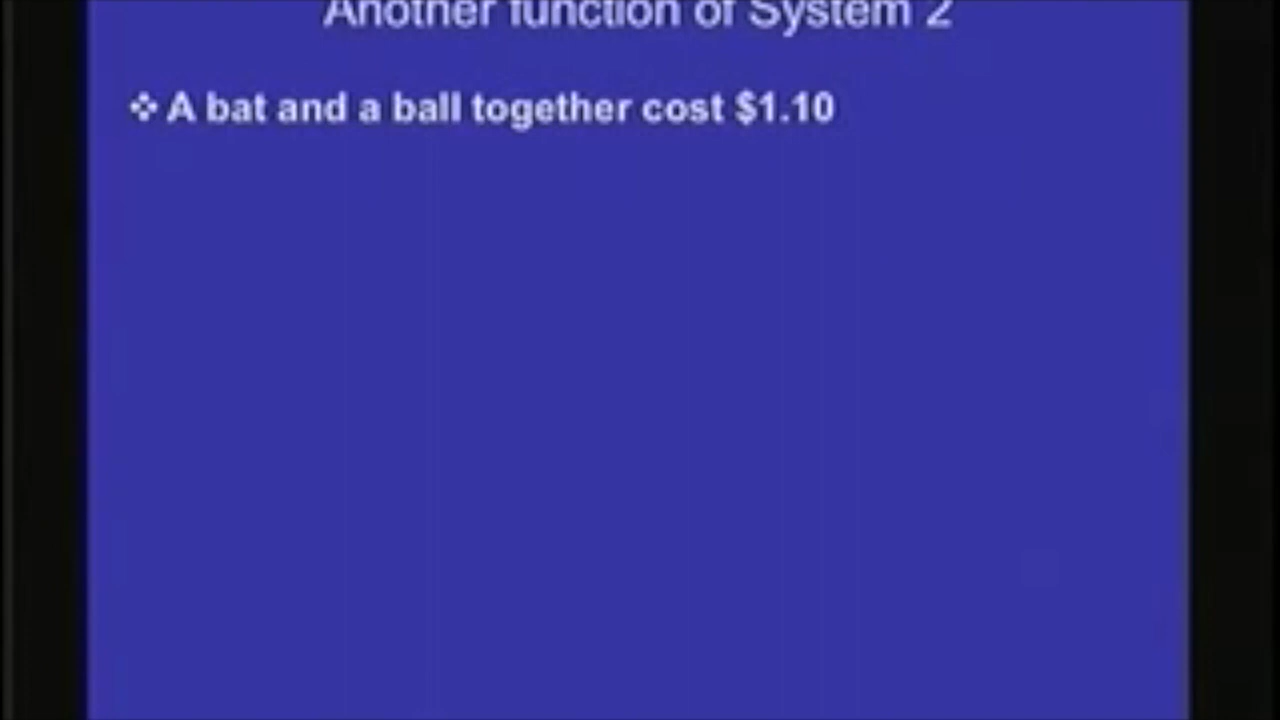 Another function of System 2
❖ A bat and a ball together cost $1.10